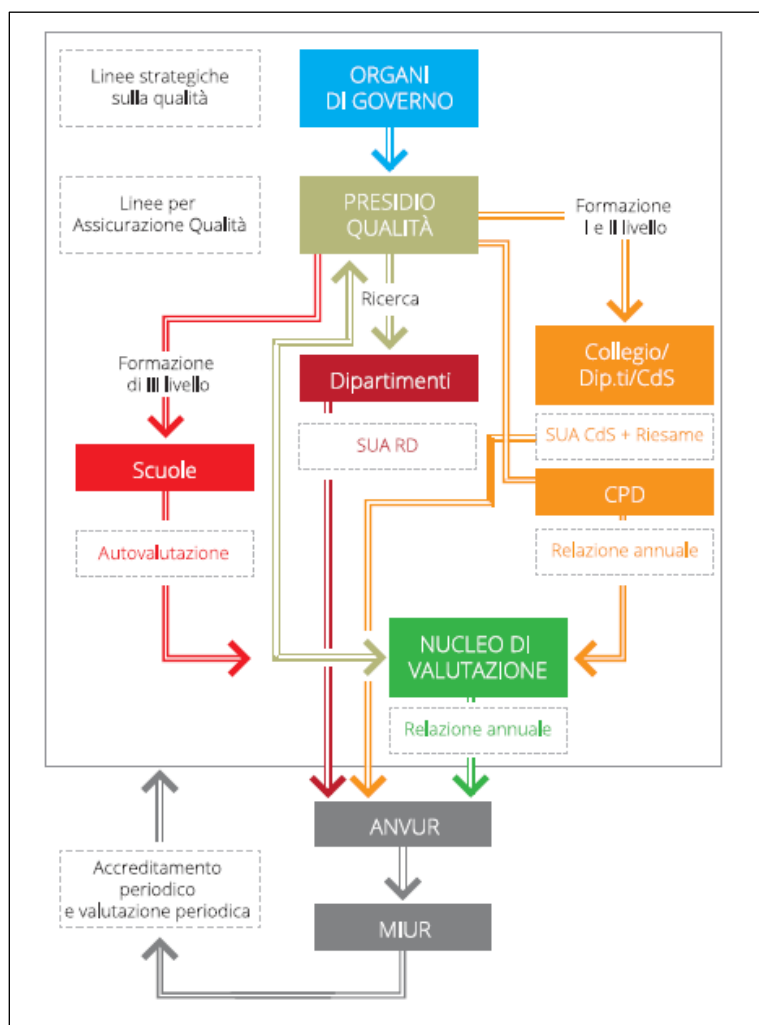 Linee strategiche
sulla qualità
ORGANI
DI GOVERNO
Linee per
Assicurazione Qualità
PRESIDIO
QUALITÀ
Formazione
I e II livello
Ricerca
Formazione
di III livello
Dipartimenti
Collegio/
Dip.ti/CdS
SUA RD
SUA CdS + Riesame
Scuole
CPD
Autovalutazione
Relazione annuale
NUCLEO DI
VALUTAZIONE
Relazione annuale
ANVUR
Accreditamento
periodico
e valutazione periodica
MIUR